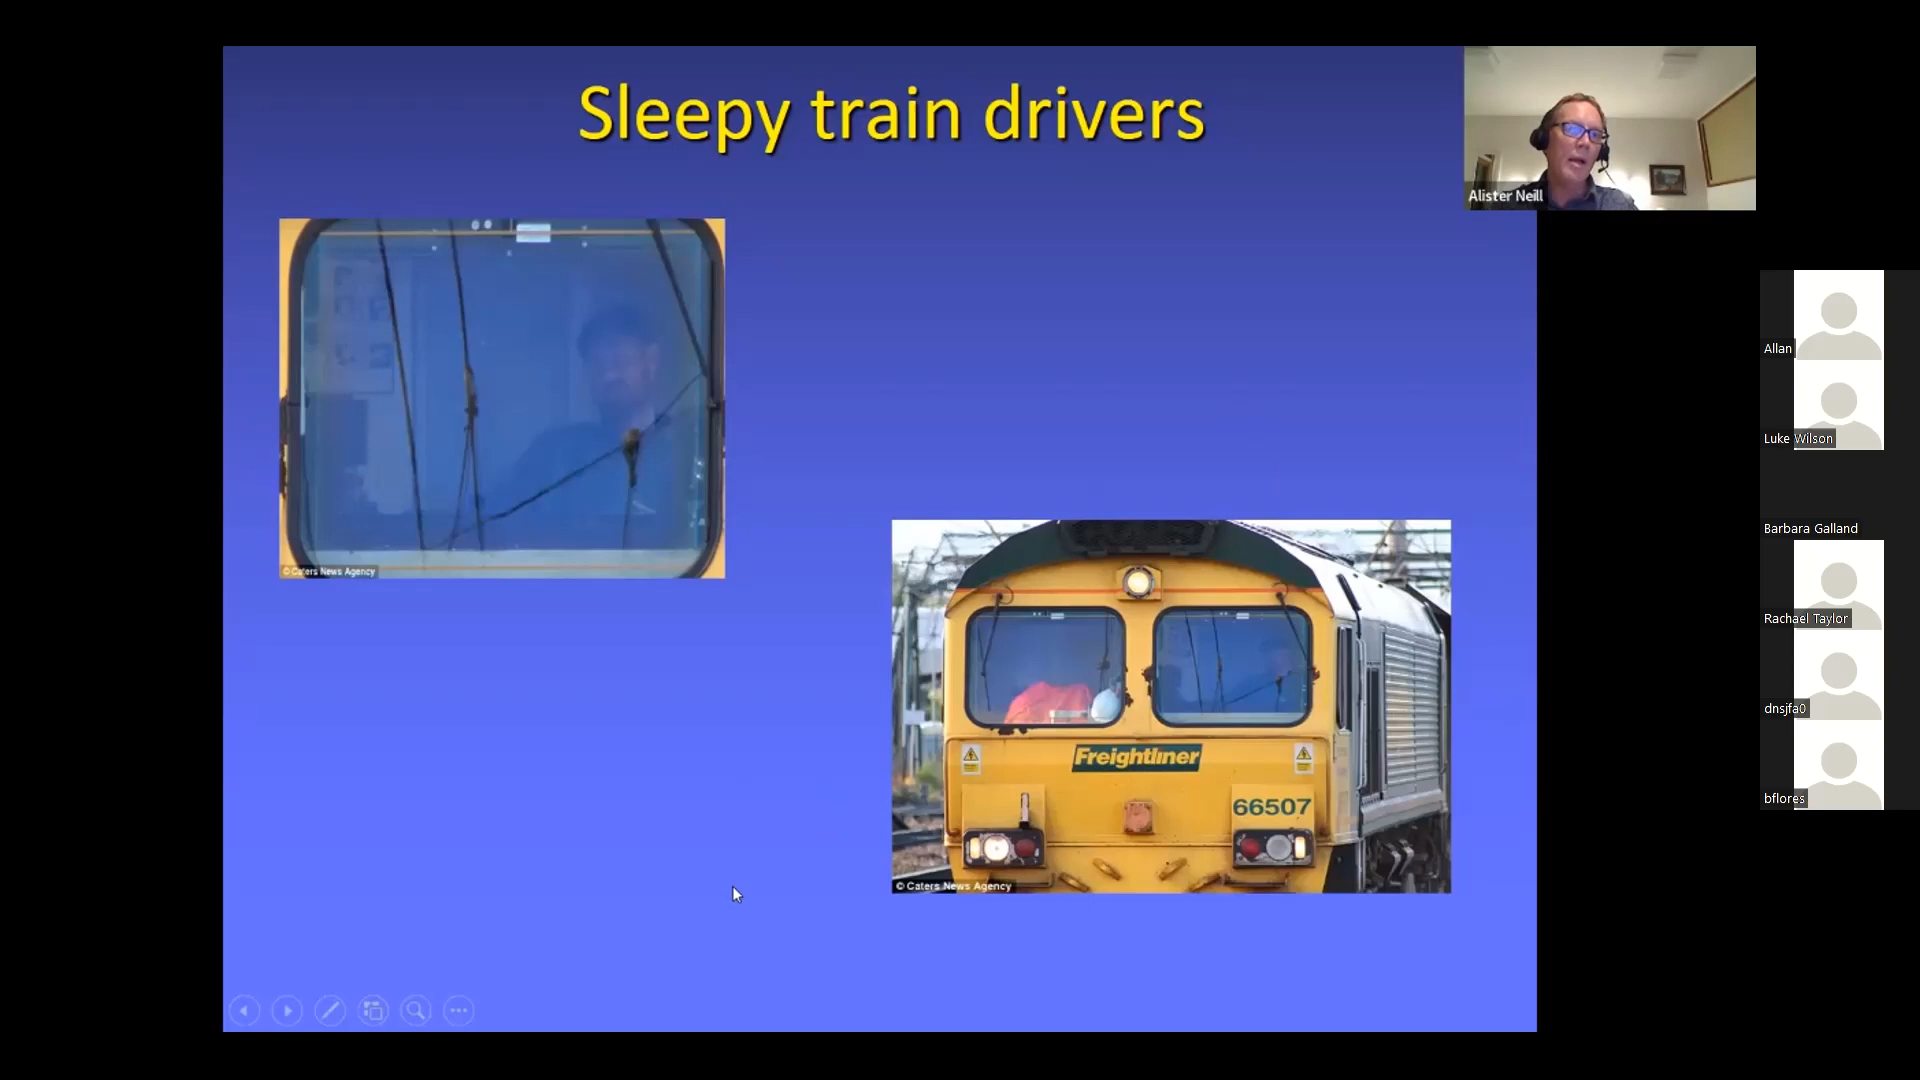 Sleepy train drivers
Alister Neill
© Caters News Agency
Freightliner
66507
© Caters News Agency
Allan
Luke Wilson
Barbara Galland
Rachael Taylor
dnsjfa0
bflores